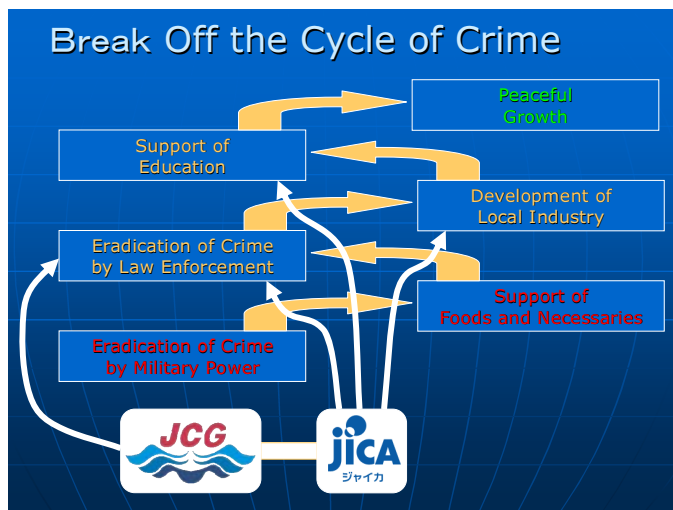 Break Off the Cycle of Crime
Peaceful
Growth
Support of
Education
Development of
Local Industry
Eradication of Crime
by Law Enforcement
Support of
Foods and Necessaries
Eradication of Crime
by Military Power
JCG
jICA
ジャイカ